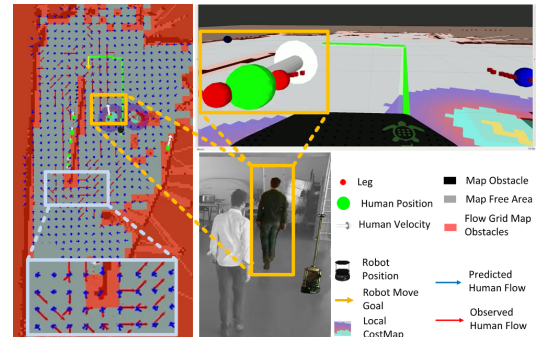 Leg
Human Position
Human Velocity
Robot
Position
Robot Move
Goal
Local
CostMap
Map Obstacle
Map Free Area
Flow Grid Map
Obstacles
Predicted
Human Flow
Observed
Human Flow